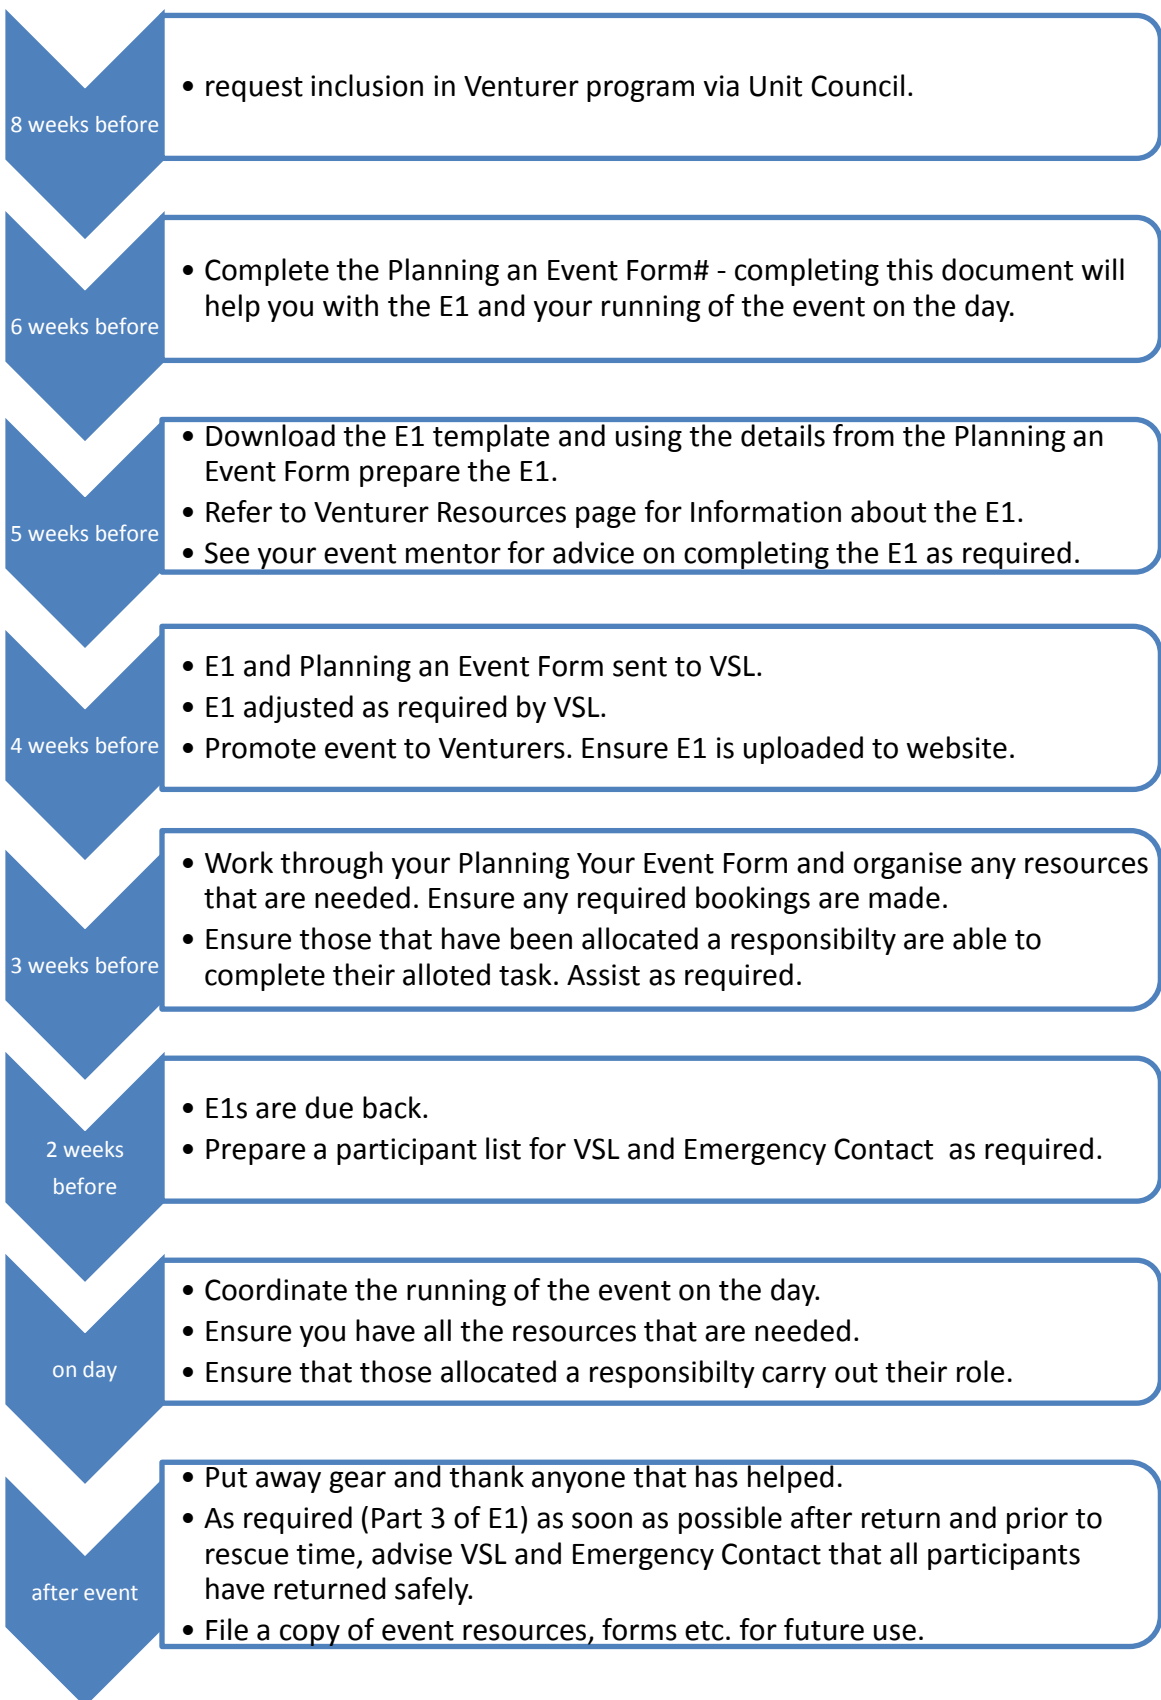 8 weeks before
• request inclusion in Venturer program via Unit Council.
6 weeks before
• Complete the Planning an Event Form# - completing this document will
help you with the E1 and your running of the event on the day.
5 weeks before
• Download the E1 template and using the details from the Planning an
Event Form prepare the E1.
• Refer to Venturer Resources page for Information about the E1.
• See your event mentor for advice on completing the E1 as required.
4 weeks before
• E1 and Planning an Event Form sent to VSL.
• E1 adjusted as required by VSL.
• Promote event to Venturers. Ensure E1 is uploaded to website.
3 weeks before
• Work through your Planning Your Event Form and organise any resources
that are needed. Ensure any required bookings are made.
• Ensure those that have been allocated a responsibilty are able to
complete their alloted task. Assist as required.
2 weeks
before
• E1s are due back.
• Prepare a participant list for VSL and Emergency Contact  as required.
on day
• Coordinate the running of the event on the day.
• Ensure you have all the resources that are needed.
• Ensure that those allocated a responsibilty carry out their role.
after event
• Put away gear and thank anyone that has helped.
• As required (Part 3 of E1) as soon as possible after return and prior to
rescue time, advise VSL and Emergency Contact that all participants
have returned safely.
• File a copy of event resources, forms etc. for future use.